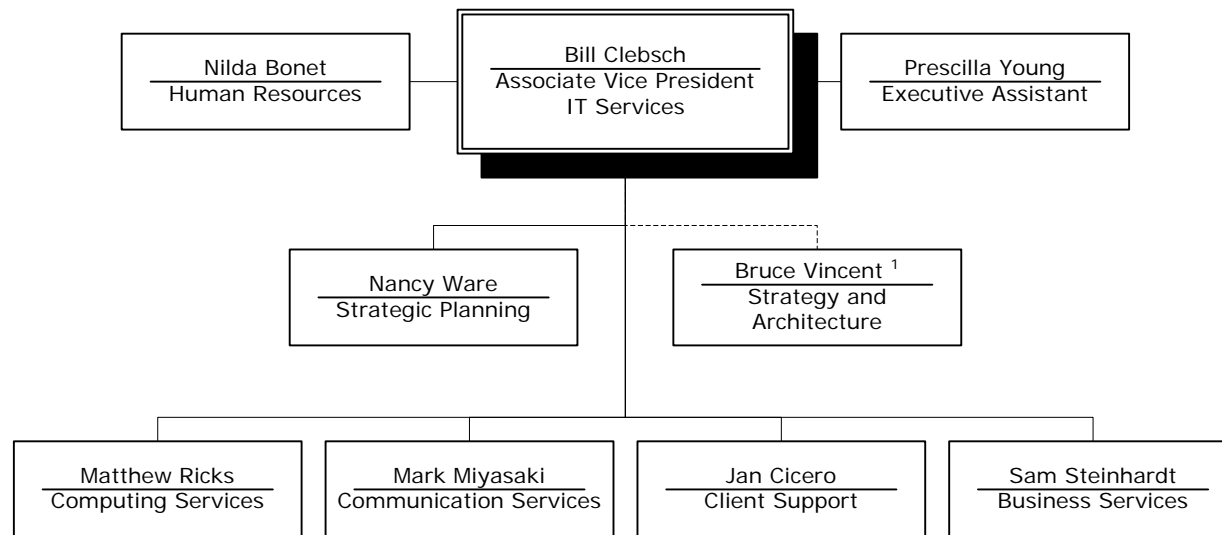 Nilda Bonet
Human Resources
Bill Clebsch
Associate Vice President
IT Services
Prescilla Young
Executive Assistant
Nancy Ware
Strategic Planning
Bruce Vincent ¹
Strategy and
Architecture
Matthew Ricks
Computing Services
Mark Miyasaki
Communication Services
Jan Cicero
Client Support
Sam Steinhardt
Business Services